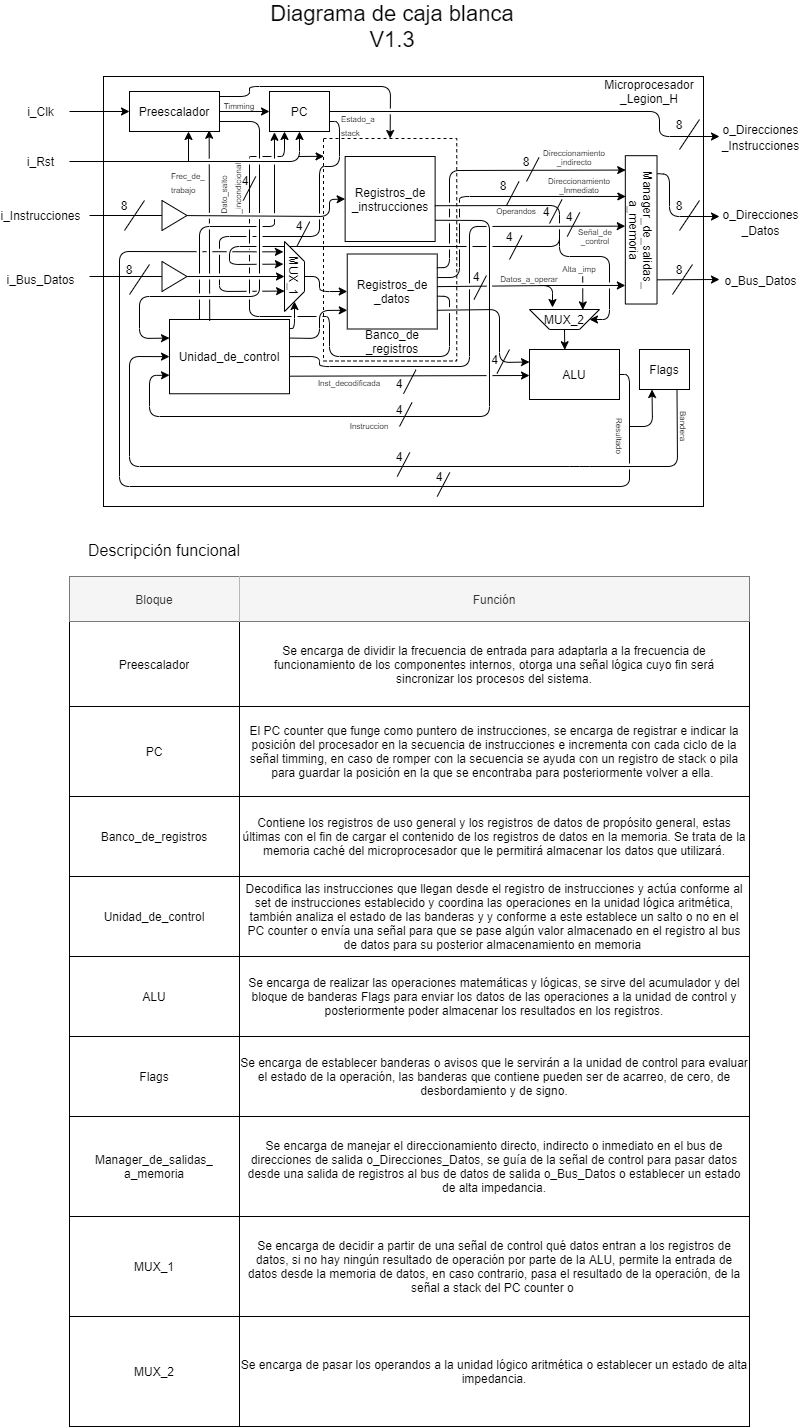 Diagrama de caja blanca
V1.3
Microprocesador
_Legion_H
i_Clk
Preescalador
Timming
PC
Estado_a
stack
8
o_Direcciones
_Instrucciones
i_Rst
Frec_de_
trabajo
Dato_salto
_incondicional
4
Registros_de
_instrucciones
8
Direccionamiento
_indirecto
8
Direccionamiento
_Inmediato
Operandos
4
4
Señal_de
_control
4
Manager_de_salidas_
a_memoria
8
o_Direcciones
_Datos
i_Instrucciones
8
4
i_Bus_Datos
8
MUX_1
Registros_de
_datos
4
Datos_a_operar
Alta_imp
8
o_Bus_Datos
MUX_2
Banco_de
_registros
Unidad_de_control
4
ALU
Flags
Inst_decodificada
4
4
Instruccion
Resultado
Bandera
4
4
Descripción funcional
Bloque
Función
Preescalador
Se encarga de dividir la frecuencia de entrada para adaptarla a la frecuencia de
funcionamiento de los componentes internos, otorga una señal lógica cuyo fin será
sincronizar los procesos del sistema.
PC
El PC counter que funge como puntero de instrucciones, se encarga de registrar e indicar la
posición del procesador en la secuencia de instrucciones e incrementa con cada ciclo de la
señal timming, en caso de romper con la secuencia se ayuda con un registro de stack o pila
para guardar la posición en la que se encontraba para posteriormente volver a ella.
Banco_de_registros
Contiene los registros de uso general y los registros de datos de propósito general, estas
últimas con el fin de cargar el contenido de los registros de datos en la memoria. Se trata de la
memoria caché del microprocesador que le permitirá almacenar los datos que utilizará.
Unidad_de_control
Decodifica las instrucciones que llegan desde el registro de instrucciones y actúa conforme al
set de instrucciones establecido y coordina las operaciones en la unidad lógica aritmética,
también analiza el estado de las banderas y y conforme a este establece un salto o no en el
PC counter o envía una señal para que se pase algún valor almacenado en el registro al bus
de datos para su posterior almacenamiento en memoria
ALU
Se encarga de realizar las operaciones matemáticas y lógicas, se sirve del acumulador y del
bloque de banderas Flags para enviar los datos de las operaciones a la unidad de control y
posteriormente poder almacenar los resultados en los registros.
Flags
Se encarga de establecer banderas o avisos que le servirán a la unidad de control para evaluar
el estado de la operación, las banderas que contiene pueden ser de acarreo, de cero, de
desbordamiento y de signo.
Manager_de_salidas_
a_memoria
Se encarga de manejar el direccionamiento directo, indirecto o inmediato en el bus de
direcciones de salida o_Direcciones_Datos, se guía de la señal de control para pasar datos
desde una salida de registros al bus de datos de salida o_Bus_Datos o establecer un estado
de alta impedancia.
MUX_1
Se encarga de decidir a partir de una señal de control qué datos entran a los registros de
datos, si no hay ningún resultado de operación por parte de la ALU, permite la entrada de
datos desde la memoria de datos, en caso contrario, pasa el resultado de la operación, de la
señal a stack del PC counter o
MUX_2
Se encarga de pasar los operandos a la unidad lógico aritmética o establecer un estado de alta
impedancia.